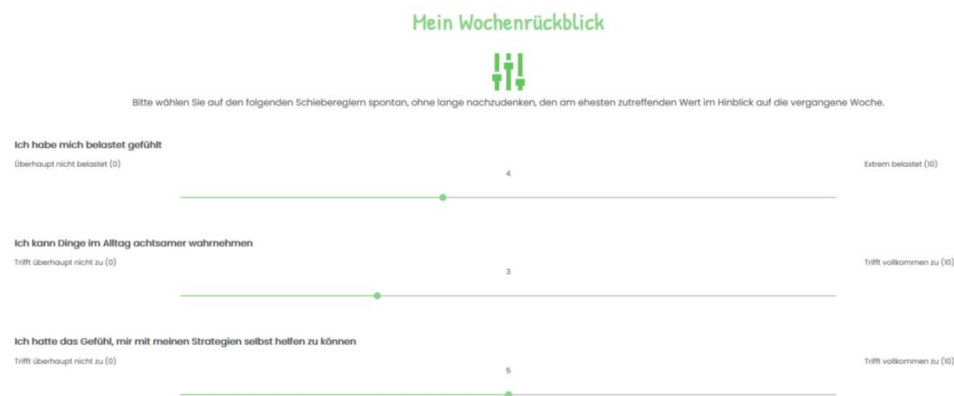 Mein Wochenrückblick
Bitte wählen Sie auf den folgenden Schiebereglern spontan, ohne lange nachzudenken, den am ehesten zutreffenden Wert im Hinblick auf die vergangene Woche.
Ich habe mich belastet gefühlt
Überhaupt nicht belastet (0)
4
Extrem belastet (10)
Ich kann Dinge im Alltag achtsamer wahrnehmen
Trifft überhaupt nicht zu (0)
3
Trifft vollkommen zu (10)
Ich hatte das Gefühl, mir mit meinen Strategien selbst helfen zu können
Trifft überhaupt nicht zu (0)
5
Trifft vollkommen zu (10)